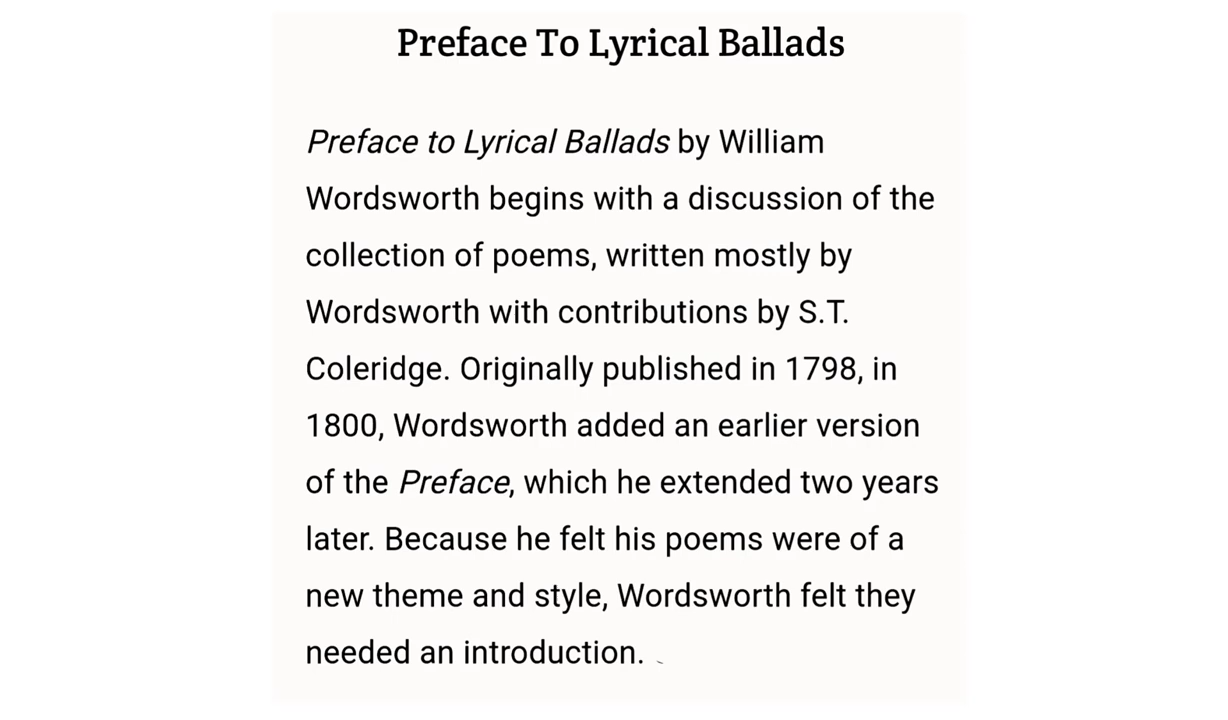 Preface To Lyrical Ballads
Preface to Lyrical Ballads by William
Wordsworth begins with a discussion of the
collection of poems, written mostly by
Wordsworth with contributions by S.T.
Coleridge. Originally published in 1798, in
1800, Wordsworth added an earlier version
of the Preface, which he extended two years
later. Because he felt his poems were of a
new theme and style, Wordsworth felt they
needed an introduction.